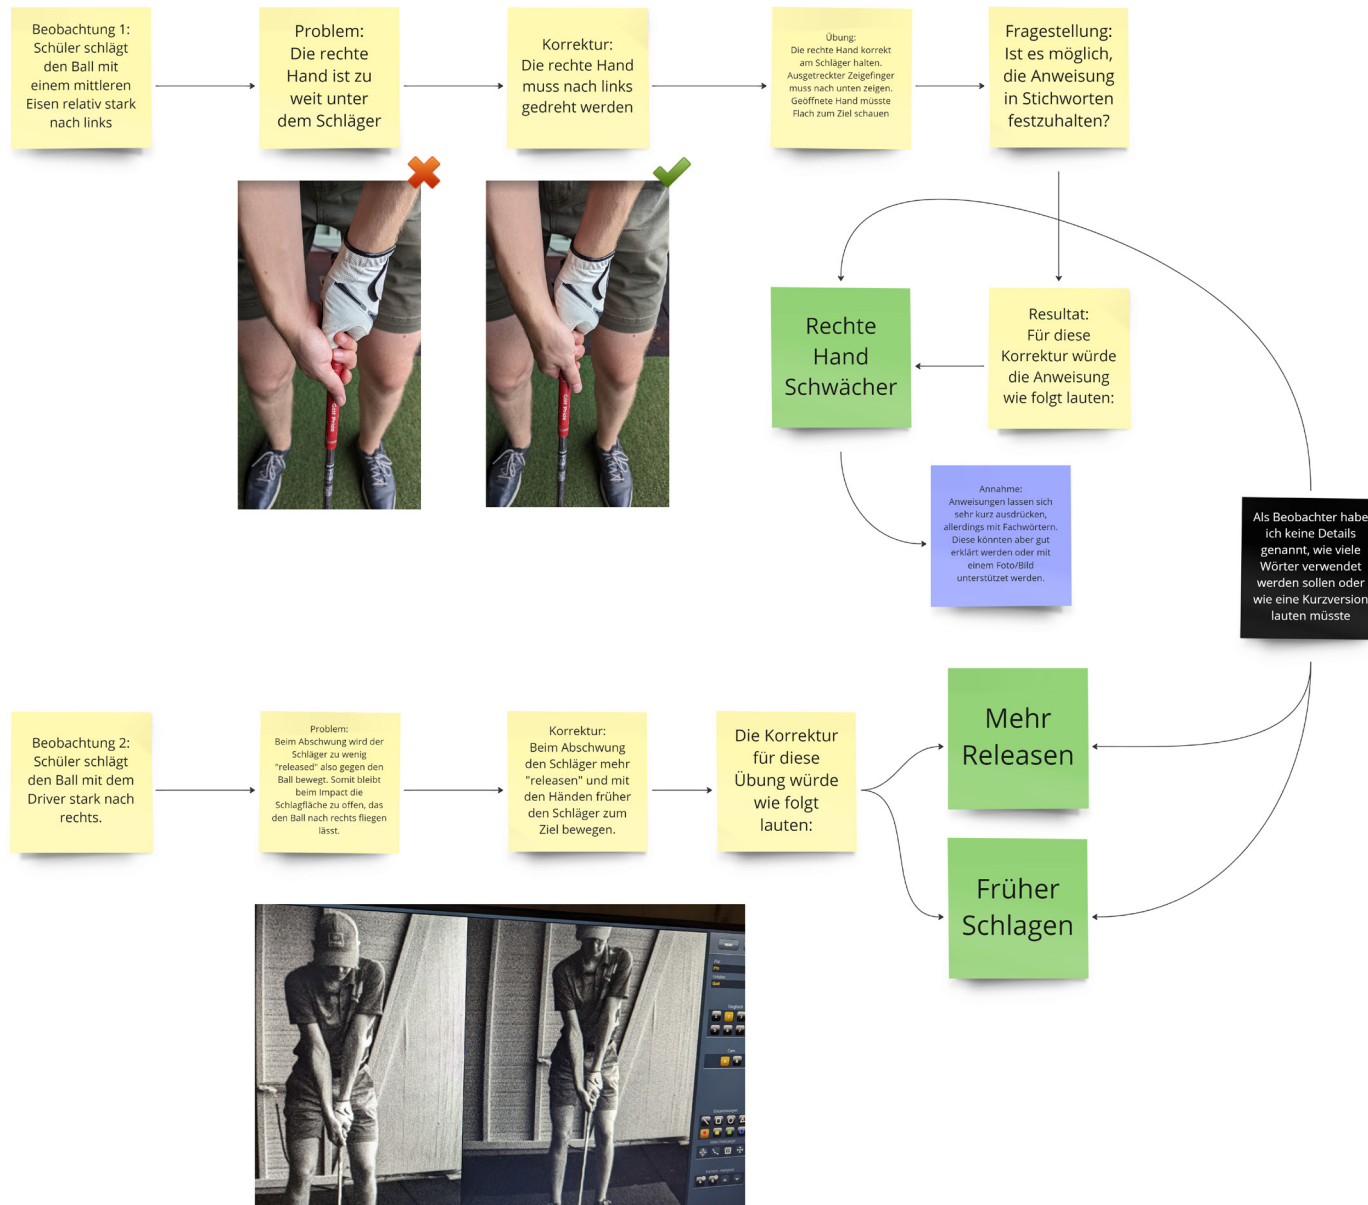 Beobachtung 1:
Schüler schlägt
den Ball mit
einem mittleren
Eisen relativ stark
nach links
Problem:
Die rechte
Hand ist zu
weit unter
dem Schläger
Korrektur:
Die rechte Hand
muss nach links
gedreht werden
Übung:
Die rechte Hand korrekt
am Schläger halten.
Ausgetreckter Zeigefinger
muss nach unten zeigen.
Geöffnete Hand müsste
Flach zum Ziel schauen
Fragestellung:
Ist es möglich,
die Anweisung
in Stichworten
festzuhalten?
Rechte
Hand
Schwächer
Resultat:
Für diese
Korrektur würde
die Anweisung
wie folgt lauten:
Annahme:
Anweisungen lassen sich
sehr kurz ausdrücken,
allerdings mit Fachwörtern.
Diese könnten aber gut
erklärt werden oder mit
einem Foto/Bild
unterstützet werden.
Als Beobachter habe
ich keine Details
genannt, wie viele
Wörter verwendet
werden sollen oder
wie eine Kurzversion
lauten müsste
Beobachtung 2:
Schüler schlägt
den Ball mit dem
Driver stark nach
rechts.
Problem:
Beim Abschwung wird der
Schläger zu wenig
"released" also gegen den
Ball bewegt. Somit bleibt
beim Impact die
Schlagfläche zu offen, das
den Ball nach rechts fliegen
lässt.
Korrektur:
Beim Abschwung
den Schläger mehr
"releasen" und mit
den Händen früher
den Schläger zum
Ziel bewegen.
Die Korrektur
für diese
Übung würde
wie folgt
lauten:
Mehr
Releasen
Früher
Schlagen